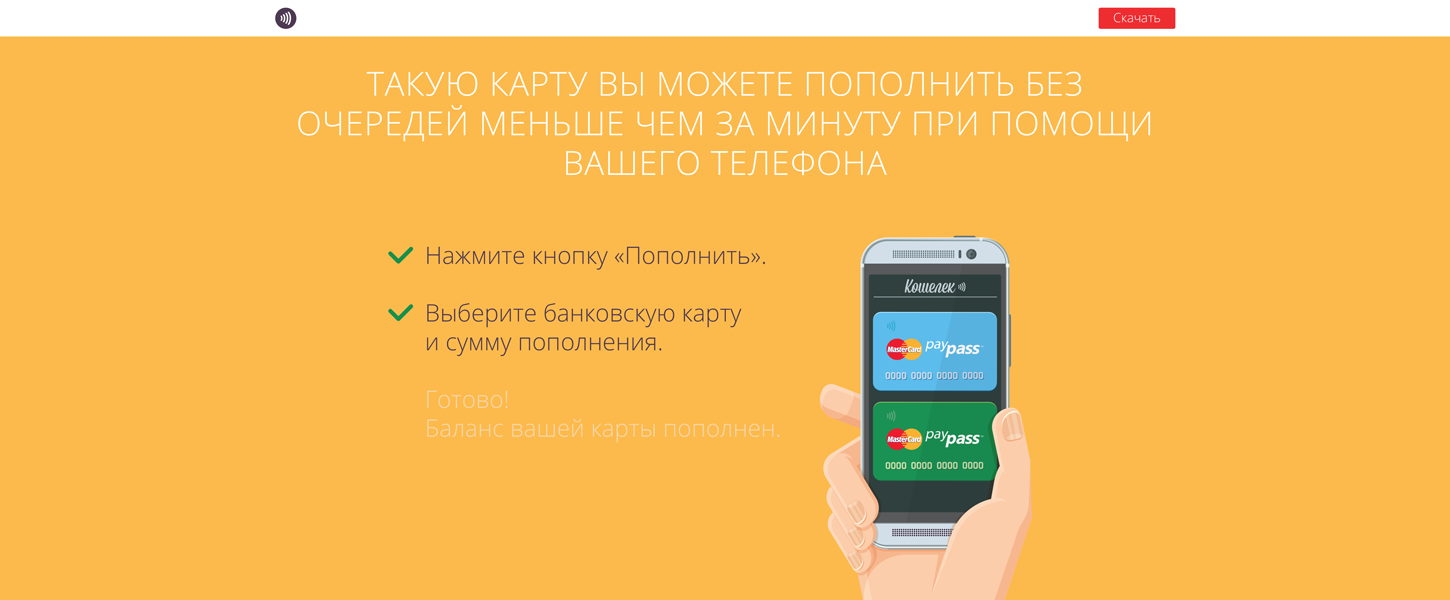 Скачать
ТАКУЮ КАРТУ ВЫ МОЖЕТЕ ПОПОЛНИТЬ БЕЗ
ОЧЕРЕДЕЙ МЕНЬШЕ ЧЕМ ЗА МИНУТУ ПРИ ПОМОЩИ
ВАШЕГО ТЕЛЕФОНА
Нажмите кнопку «Пополнить».
Выберите банковскую карту
и сумму пополнения.
Готово!
Баланс вашей карты пополнен.
Кошелек
MasterCard paypass™
0000 0000 0000 0000
MasterCard paypass™
0000 0000 0000 0000